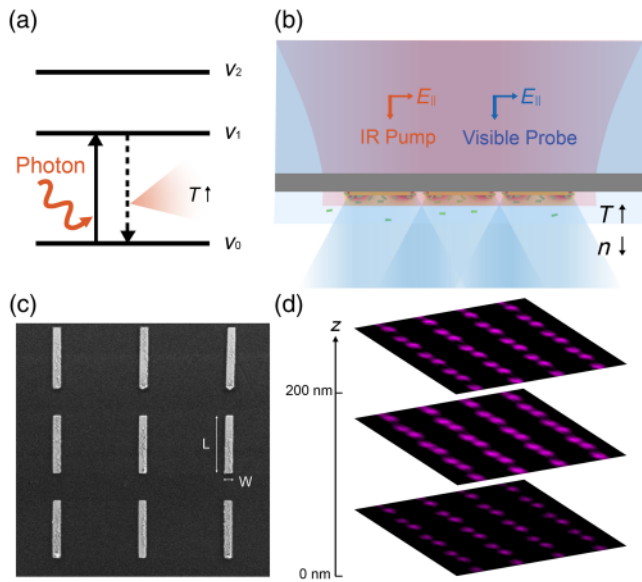 (a)
V₂
V₁
Photon
T ↑
V₀
(b)
E||
E||
IR Pump
Visible Probe
T ↑
n ↓
(c)
L
W
(d)
z
200 nm
0 nm